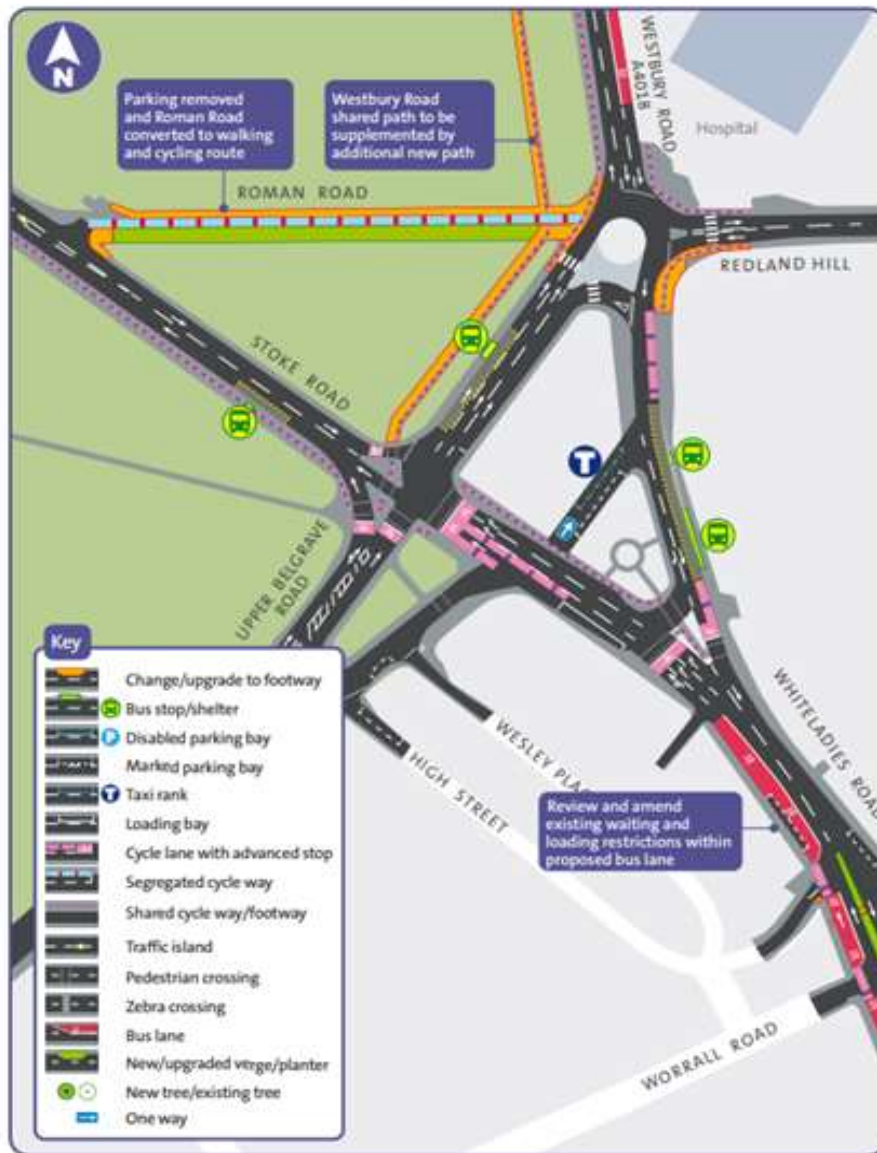 N
Parking removed
and Roman Road
converted to walking
and cycling route
Westbury Road
shared path to be
supplemented by
additional new path
WESTBURY ROAD
A4018
Hospital
ROMAN ROAD
REDLAND HILL
STOKE ROAD
T
UPPER BELGRAVE
ROAD
WHITELADIES ROAD
WESLEY PLAC
HIGH STREET
Review and amend
existing waiting and
loading restrictions within
proposed bus lane
WORRALL ROAD
Key
Change/upgrade to footway
Bus stop/shelter
Disabled parking bay
Marked parking bay
T Taxi rank
Loading bay
Cycle lane with advanced stop
Segregated cycle way
Shared cycle way/footway
Traffic island
Pedestrian crossing
Zebra crossing
Bus lane
New/upgraded verge/planter
New tree/existing tree
One way